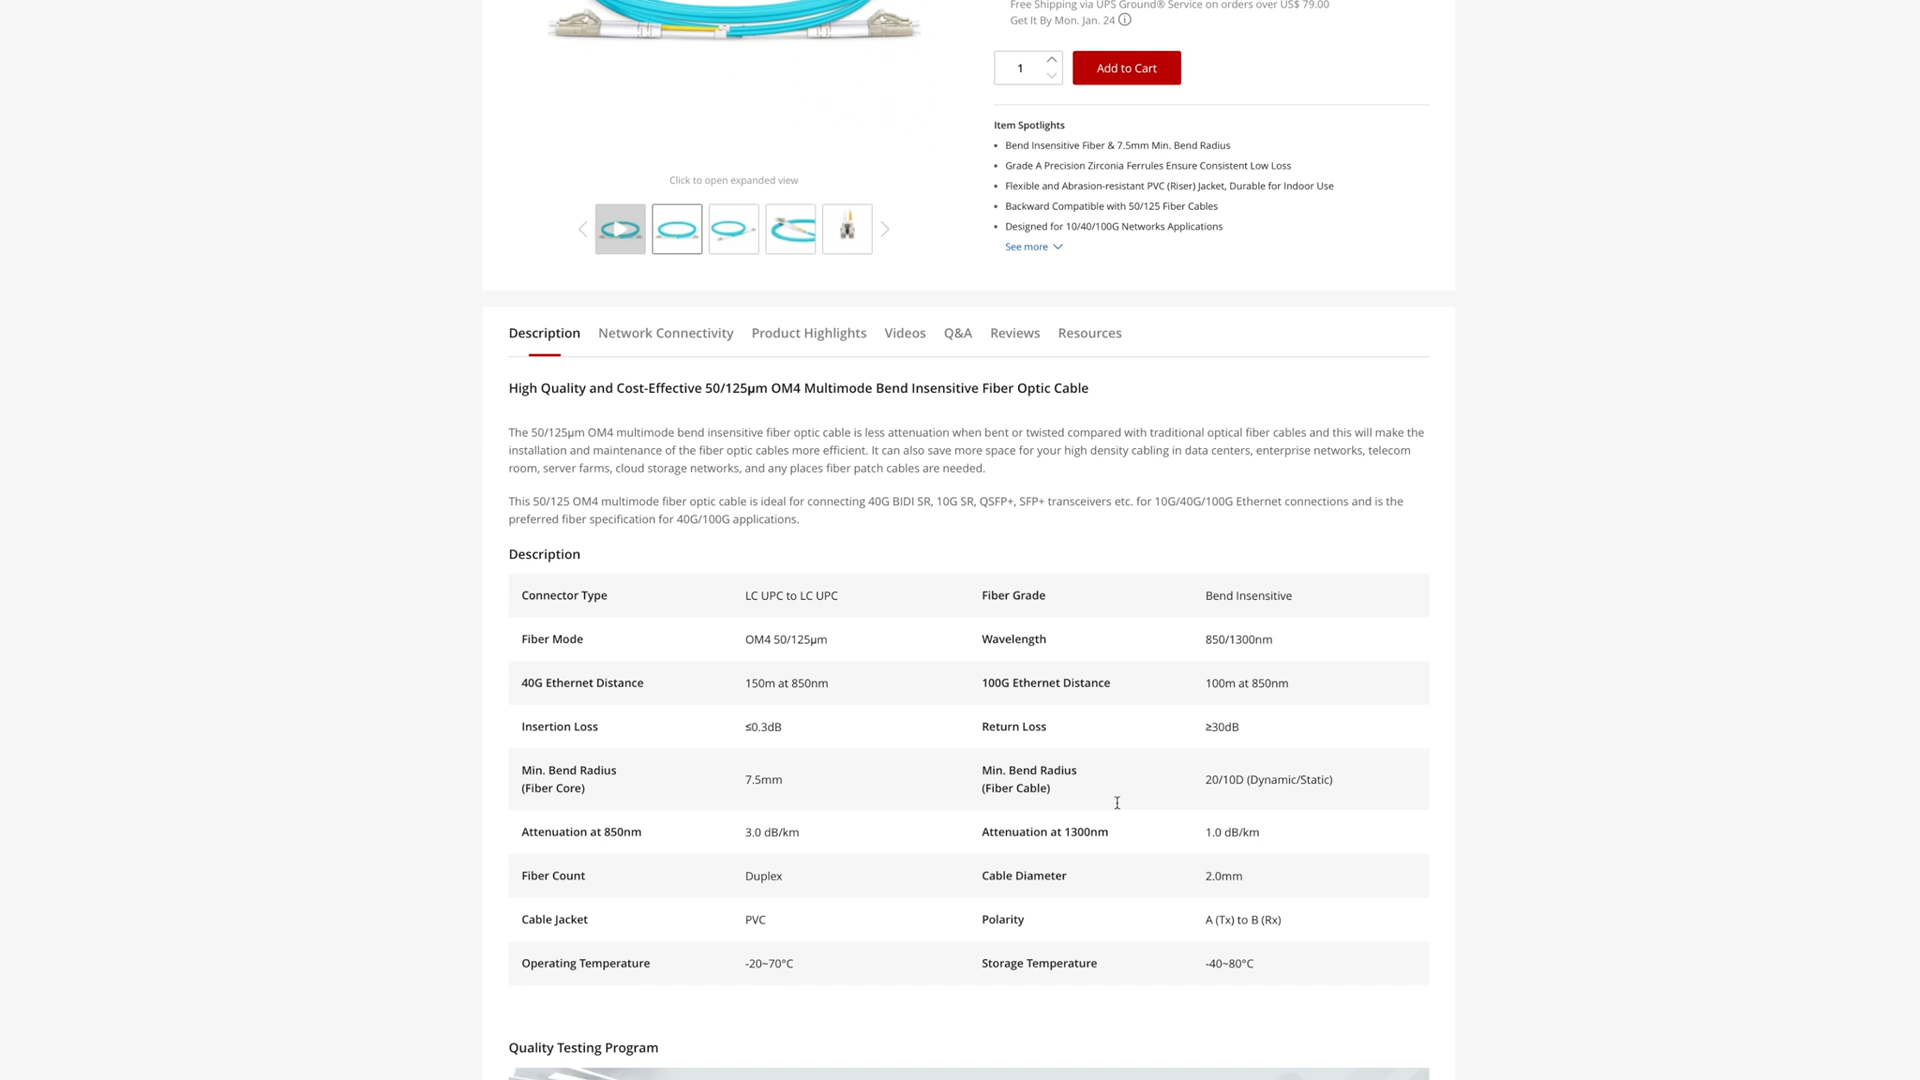 Free Shipping via UPS Ground® Service on orders over US$ 79.00
Get It By Mon. Jan. 24
1
Add to Cart
Item Spotlights
• Bend Insensitive Fiber & 7.5mm Min. Bend Radius
• Grade A Precision Zirconia Ferrules Ensure Consistent Low Loss
• Flexible and Abrasion-resistant PVC (Riser) Jacket, Durable for Indoor Use
• Backward Compatible with 50/125 Fiber Cables
• Designed for 10/40/100G Networks Applications
See more
Click to open expanded view
Description Network Connectivity Product Highlights Videos Q&A Reviews Resources
High Quality and Cost-Effective 50/125μm OM4 Multimode Bend Insensitive Fiber Optic Cable
The 50/125μm OM4 multimode bend insensitive fiber optic cable is less attenuation when bent or twisted compared with traditional optical fiber cables and this will make the
installation and maintenance of the fiber optic cables more efficient. It can also save more space for your high density cabling in data centers, enterprise networks, telecom
room, server farms, cloud storage networks, and any places fiber patch cables are needed.
This 50/125 OM4 multimode fiber optic cable is ideal for connecting 40G BIDI SR, 10G SR, QSFP+, SFP+ transceivers etc. for 10G/40G/100G Ethernet connections and is the
preferred fiber specification for 40G/100G applications.
Description
Connector Type LC UPC to LC UPC Fiber Grade Bend Insensitive
Fiber Mode OM4 50/125μm Wavelength 850/1300nm
40G Ethernet Distance 150m at 850nm 100G Ethernet Distance 100m at 850nm
Insertion Loss ≤0.3dB Return Loss ≥30dB
Min. Bend Radius
(Fiber Core) 7.5mm Min. Bend Radius
(Fiber Cable) 20/10D (Dynamic/Static)
Attenuation at 850nm 3.0 dB/km Attenuation at 1300nm 1.0 dB/km
Fiber Count Duplex Cable Diameter 2.0mm
Cable Jacket PVC Polarity A (Tx) to B (Rx)
Operating Temperature -20~70°C Storage Temperature -40~80°C
Quality Testing Program